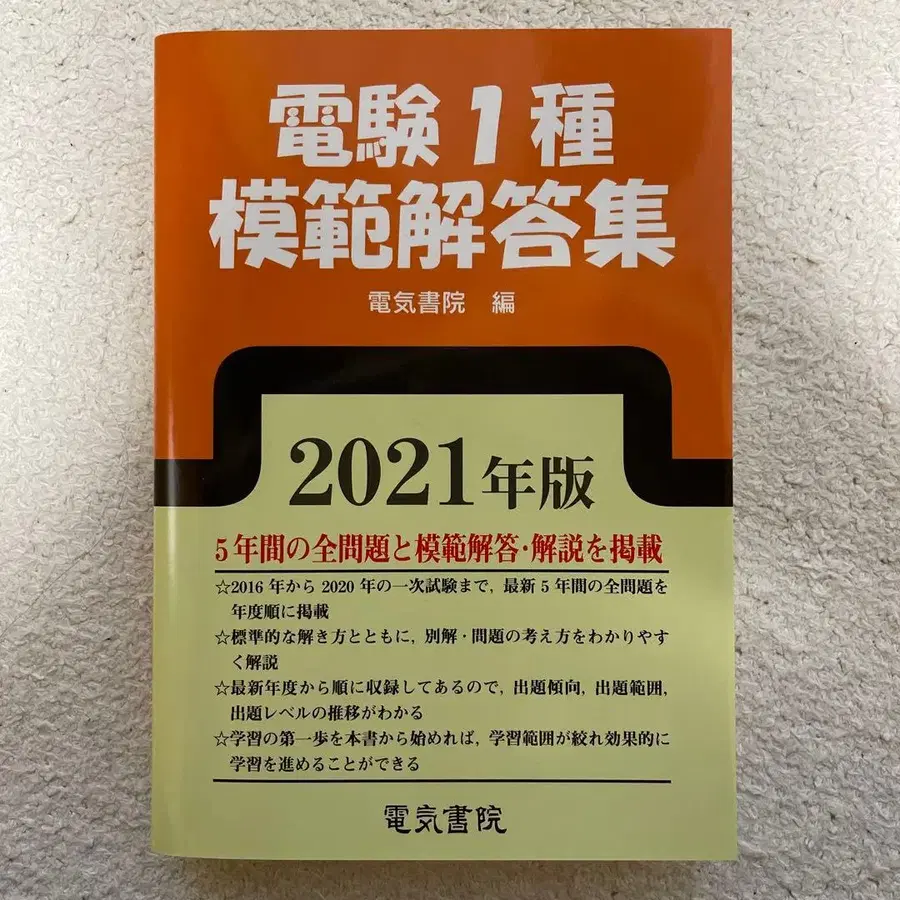 電験1種
模範解答集
電気書院 編
2021年版
5年間の全問題と模範解答・解説を掲載
☆2016年から2020年の一次試験まで，最新5年間の全問題を
年度順に掲載
☆標準的な解き方とともに，別解・問題の考え方をわかりやす
く解説
☆最新年度から順に収録してあるので，出題傾向，出題範囲，
出題レベルの推移がわかる
☆学習の第一歩を本書から始めれば，学習範囲が絞れ効果的に
学習を進めることができる
電気書院